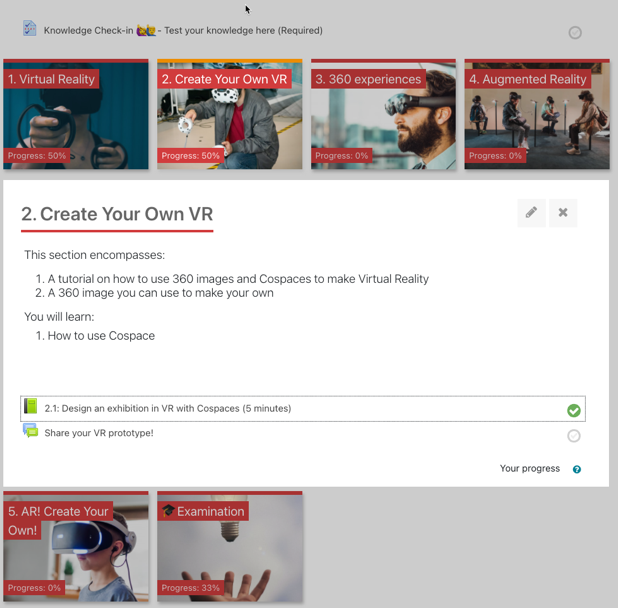 Knowledge Check-in 🙋‍♀️🙋‍♂️ - Test your knowledge here (Required)
1. Virtual Reality
Progress: 50%
2. Create Your Own VR
Progress: 50%
3. 360 experiences
Progress: 0%
4. Augmented Reality
Progress: 0%
2. Create Your Own VR
This section encompasses:
1. A tutorial on how to use 360 images and Cospaces to make Virtual Reality
2. A 360 image you can use to make your own
You will learn:
1. How to use Cospace
2.1: Design an exhibition in VR with Cospaces (5 minutes)
Share your VR prototype!
Your progress ?
5. AR! Create Your
Own!
Progress: 0%
🎓Examination
Progress: 33%